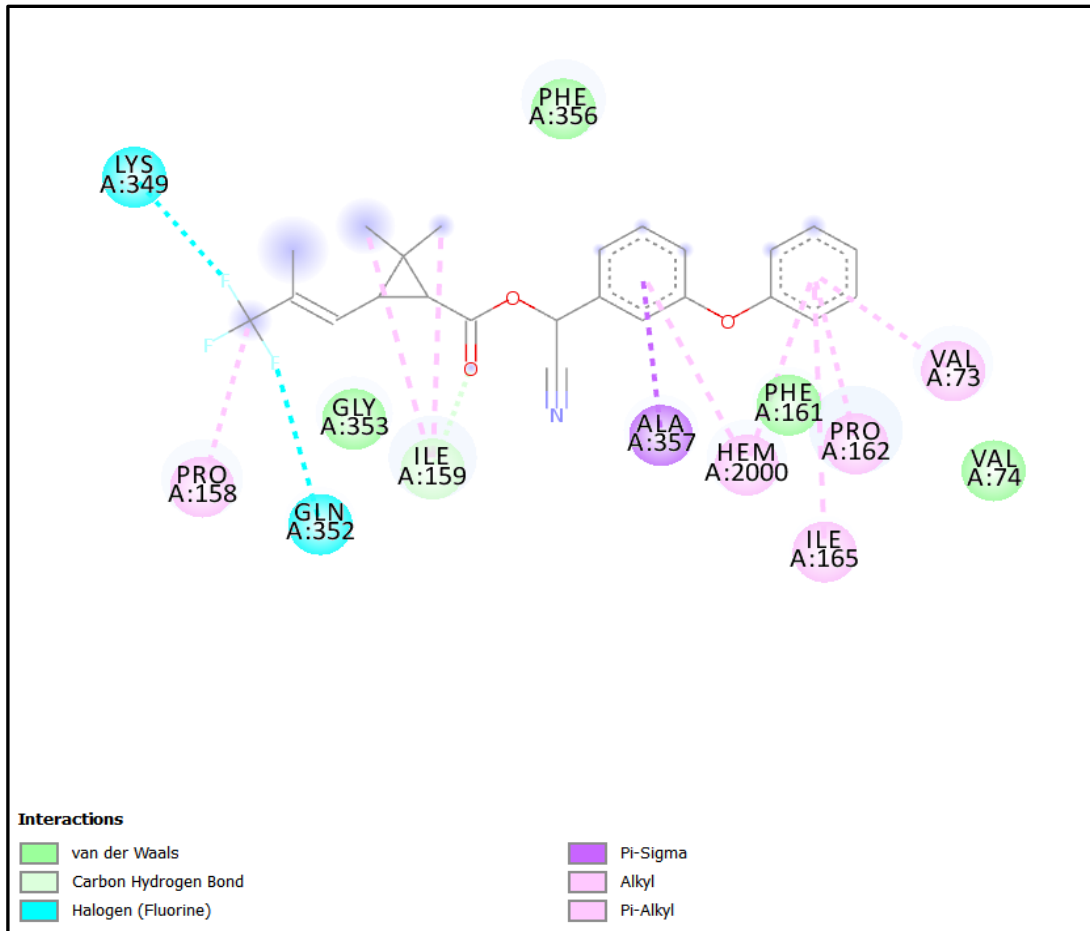 PHE
A:356
LYS
A:349
F
F
F
O
O
N
O
GLY
A:353
ILE
A:159
PRO
A:158
GLN
A:352
ALA
A:357
HEM
A:2000
PHE
A:161
PRO
A:162
VAL
A:73
VAL
A:74
ILE
A:165
Interactions
van der Waals
Carbon Hydrogen Bond
Halogen (Fluorine)
Pi-Sigma
Alkyl
Pi-Alkyl